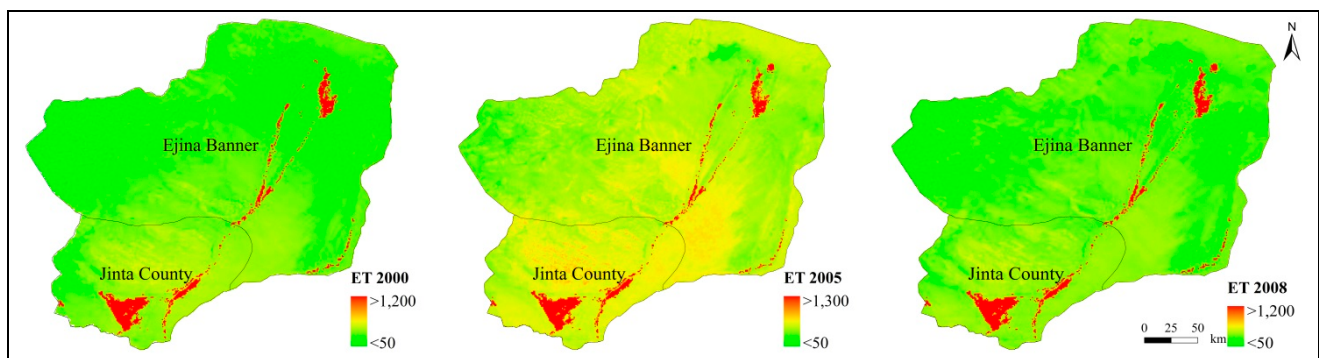 Ejina Banner
Jinta County
ET 2000
>1,200
<50
Ejina Banner
Jinta County
ET 2005
>1,300
<50
N
Ejina Banner
Jinta County
ET 2008
>1,200
<50
0 25 50
km